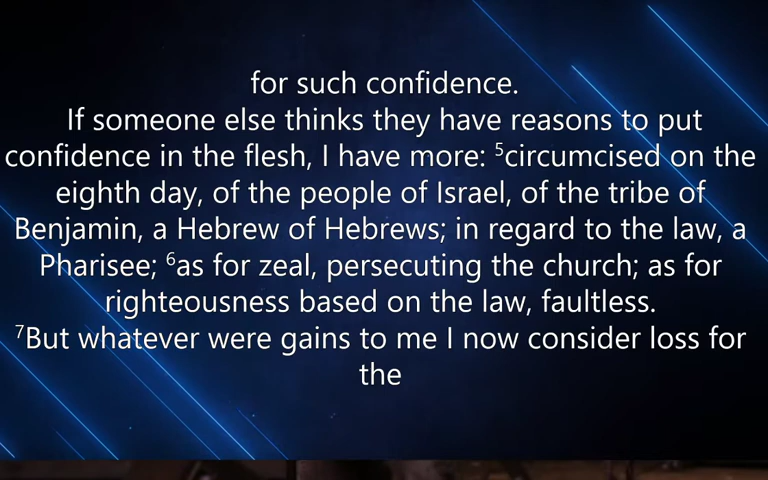 for such confidence.
If someone else thinks they have reasons to put
confidence in the flesh, I have more: ⁵circumcised on the
eighth day, of the people of Israel, of the tribe of
Benjamin, a Hebrew of Hebrews; in regard to the law, a
Pharisee; ⁶as for zeal, persecuting the church; as for
righteousness based on the law, faultless.
⁷But whatever were gains to me I now consider loss for
the